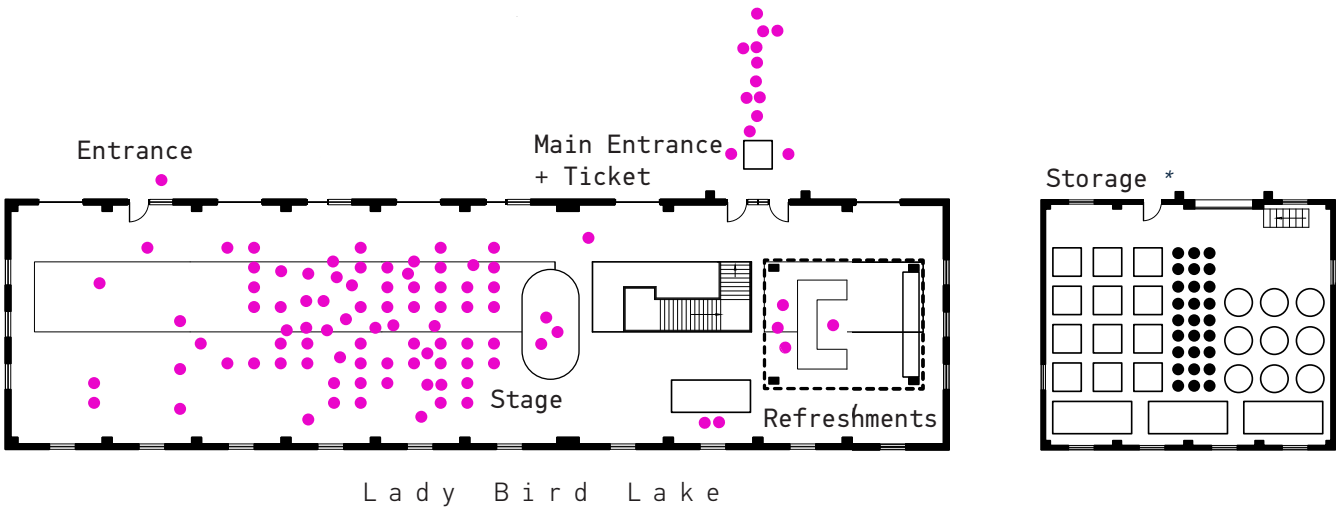 Main Entrance
+ Ticket
Entrance
Storage *
Stage
Refreshments
Lady Bird Lake